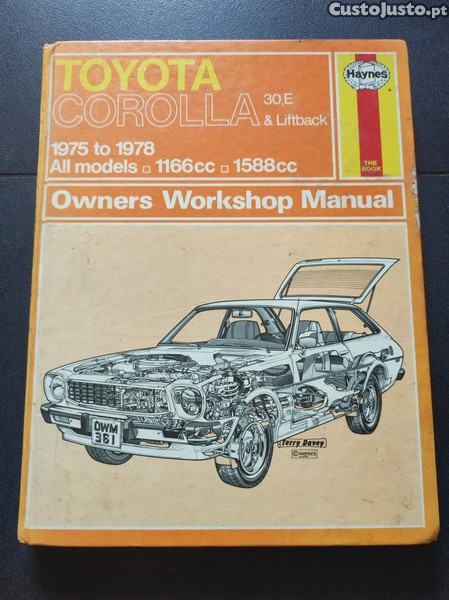 CustoJusto.pt
TOYOTA
COROLLA 30,E & Liftback
1975 to 1978
All models □ 1166cc □ 1588cc
Haynes
THE BOOK
Owners Workshop Manual
OWM 361
Terry Davey
© HAYNES